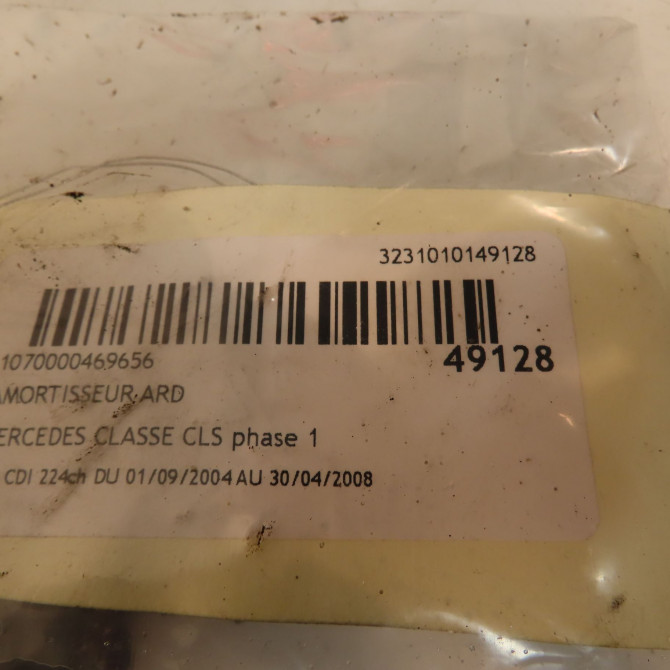 3231010149128
1070000469656
49128
AMORTISSEUR ARD
ERCEDES CLASSE CLS phase 1
CDI 224ch DU 01/09/2004 AU 30/04/2008